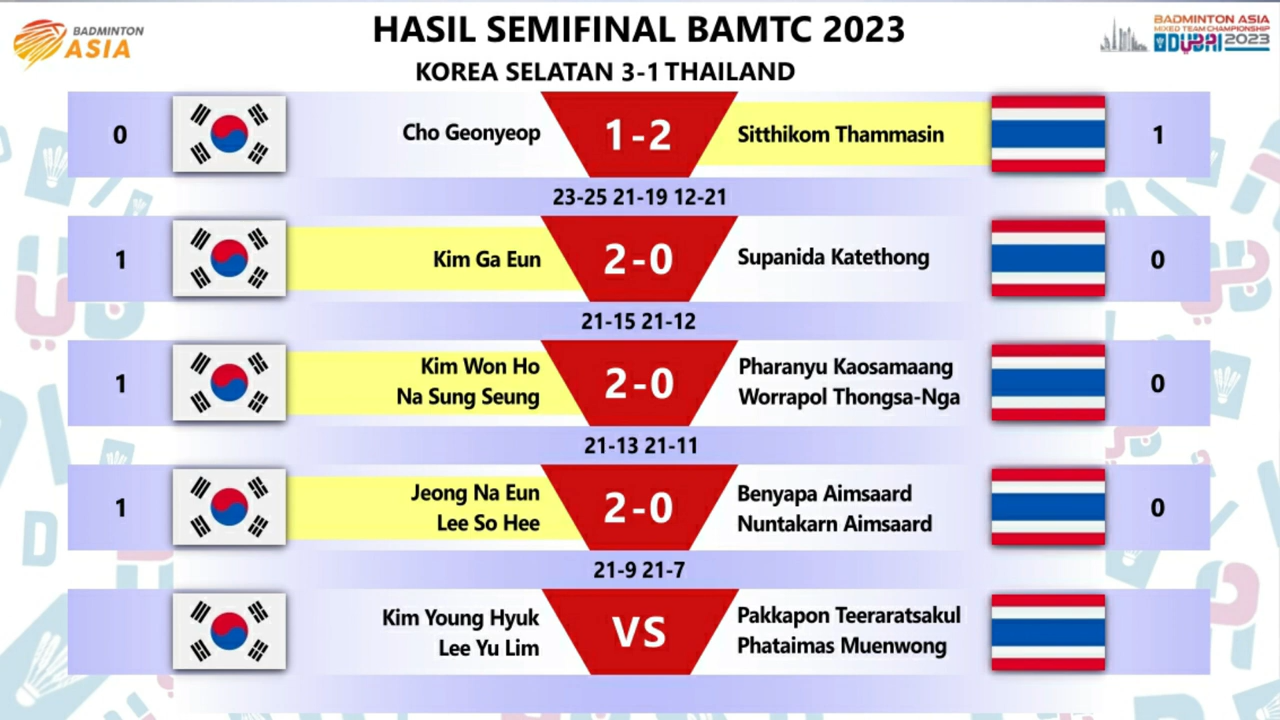 BADMINTON
ASIA
HASIL SEMIFINAL BAMTC 2023
BADMINTON ASIA
MIXED TEAM CHAMPIONSHIP
DUBAI 2023
KOREA SELATAN 3-1 THAILAND
0 Cho Geonyeop 1-2 Sitthikom Thammasin 1
23-25 21-19 12-21
1 Kim Ga Eun 2-0 Supanida Katethong 0
21-15 21-12
Kim Won Ho Pharanyu Kaosamaang
1 2-0 0
Na Sung Seung Worrapol Thongsa-Nga
21-13 21-11
Jeong Na Eun Benyapa Aimsaard
1 2-0 0
Lee So Hee Nuntakarn Aimsaard
21-9 21-7
Kim Young Hyuk Pakkapon Teeraratsakul
VS
Lee Yu Lim Phataimas Muenwong